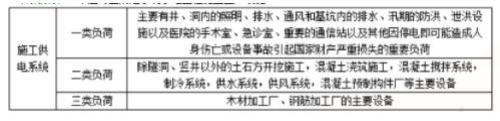 施工供
电系统
一类负荷
主要有井、洞内的照明、排水、通风和基坑内的排水、汛期的防洪、泄洪设
施以及医院的手术室、急诊室、重要的通信站以及其他因停电即可能造成人
身伤亡或设备事故引起国家财产严重损失的重要负荷
二类负荷
除隧洞、竖井以外的土石方开挖施工，混凝土浇筑施工，混凝土搅拌系统，
制冷系统，供水系统，供风系统，混凝土预制构件厂等主要设备
三类负荷
木材加工厂、钢筋加工厂的主要设备